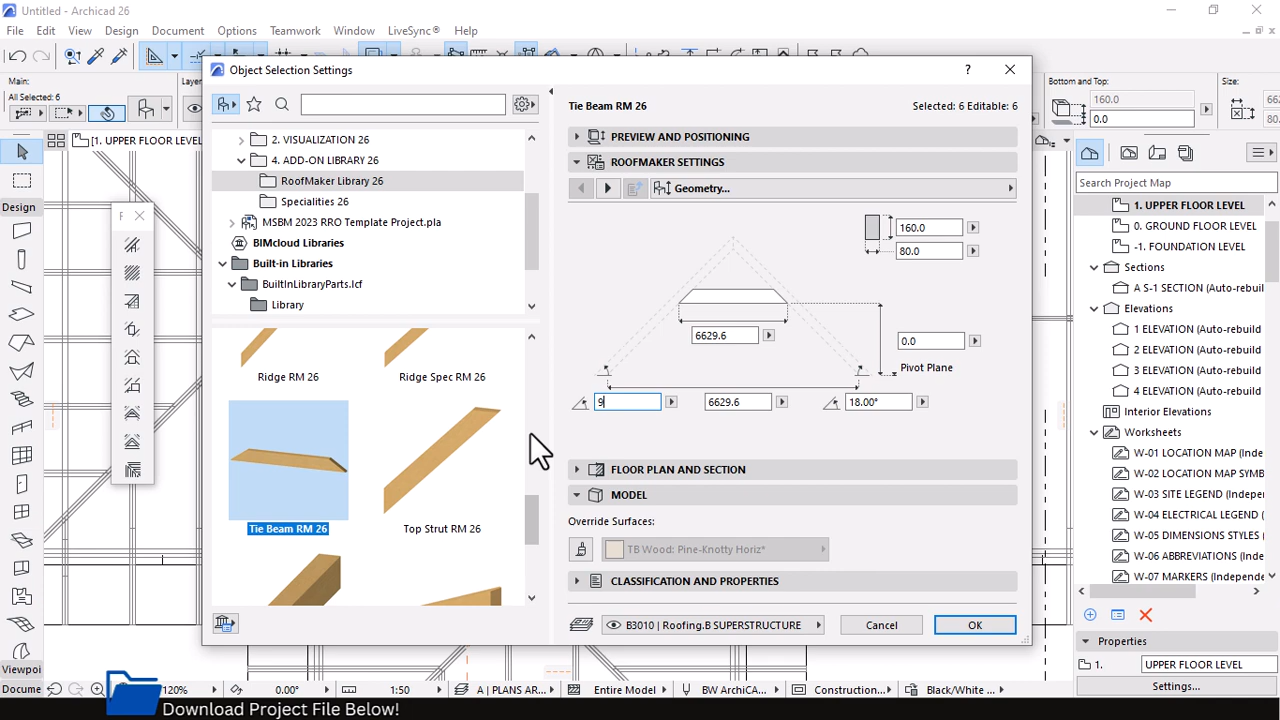 Untitled - Archicad 26
File Edit View Design Document Options Teamwork Window LiveSync® Help
Main:
All Selected: 6
Bottom and Top:
160.0
0.0
Size:
Object Selection Settings
?
2. VISUALIZATION 26
4. ADD-ON LIBRARY 26
RoofMaker Library 26
Specialities 26
MSBM 2023 RRO Template Project.pla
BIMcloud Libraries
Built-in Libraries
BuiltInLibraryParts.lcf
Library
Ridge RM 26
Ridge Spec RM 26
Tie Beam RM 26
Top Strut RM 26
Tie Beam RM 26
Selected: 6 Editable: 6
PREVIEW AND POSITIONING
ROOFMAKER SETTINGS
Geometry...
160.0
80.0
6629.6
0.0
Pivot Plane
9
6629.6
18.00°
FLOOR PLAN AND SECTION
MODEL
Override Surfaces:
TB Wood: Pine-Knotty Horiz*
CLASSIFICATION AND PROPERTIES
B3010 | Roofing.B SUPERSTRUCTURE
Cancel
OK
[1. UPPER FLOOR LEVEL
Design
Viewpoi
Docume
Search Project Map
1. UPPER FLOOR LEVEL
0. GROUND FLOOR LEVEL
-1. FOUNDATION LEVEL
Sections
A S-1 SECTION (Auto-rebuil
Elevations
1 ELEVATION (Auto-rebuild
2 ELEVATION (Auto-rebuild
3 ELEVATION (Auto-rebuild
4 ELEVATION (Auto-rebuild
Interior Elevations
Worksheets
W-01 LOCATION MAP (Inde
W-02 LOCATION MAP SYMB
W-03 SITE LEGEND (Indepen
W-04 ELECTRICAL LEGEND (
W-05 DIMENSIONS STYLES (
W-06 ABBREVIATIONS (Inde
W-07 MARKERS (Independe
Properties
1. UPPER FLOOR LEVEL
Settings...
120% 0.00° 1:50 A | PLANS AR... Entire Model BW ArchiCA... Construction... Black/White ...
Download Project File Below!